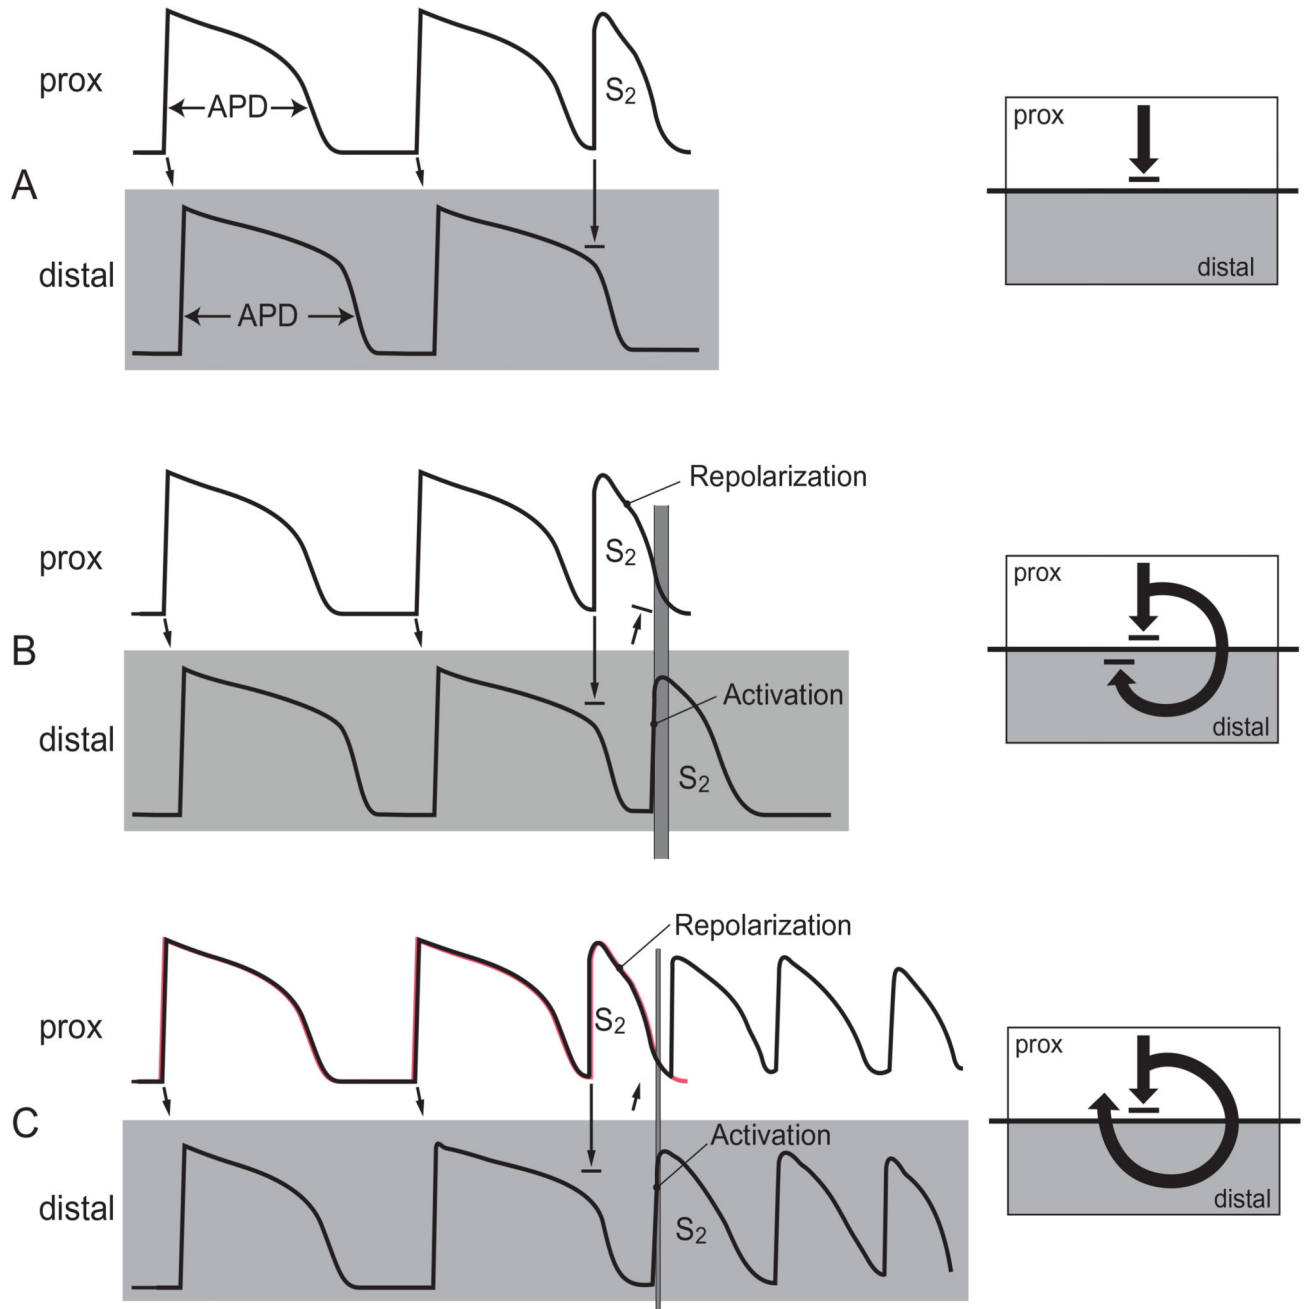 prox
APD
S2
A
distal
APD
prox
distal
Repolarization
prox
S2
B
Activation
distal
S2
prox
distal
Repolarization
prox
S2
C
Activation
distal
S2
prox
distal